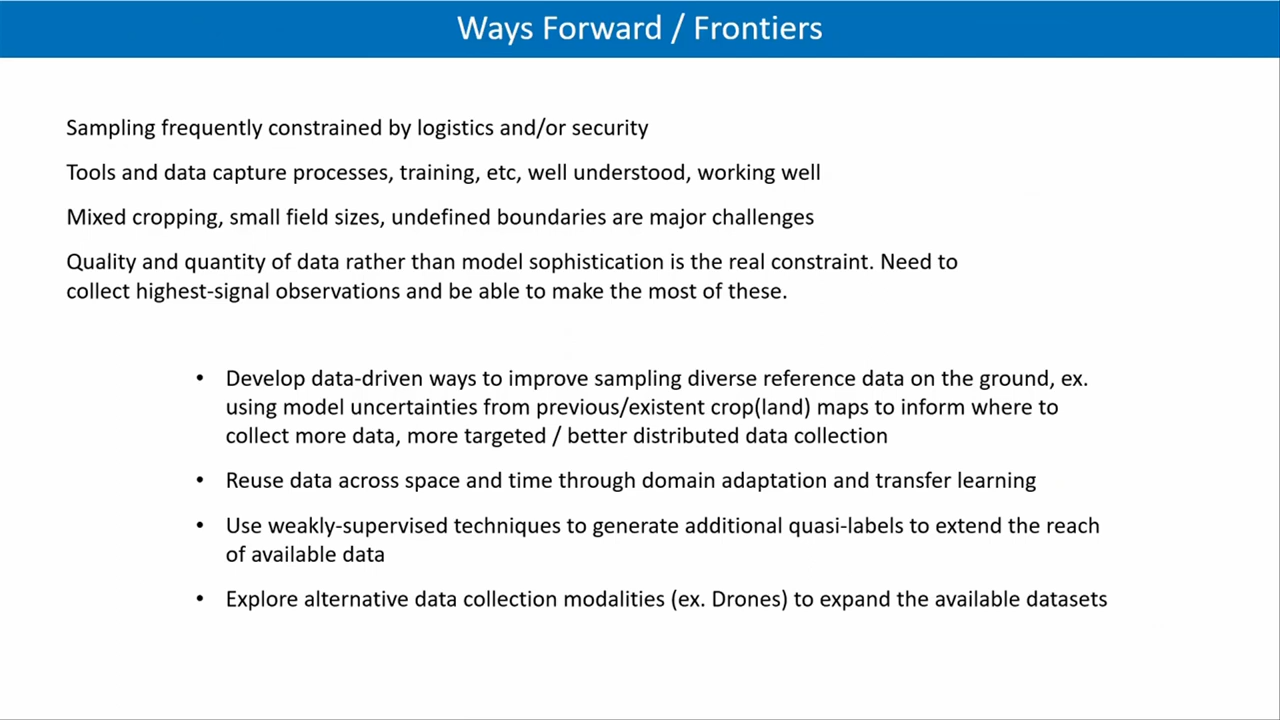 Ways Forward / Frontiers
Sampling frequently constrained by logistics and/or security
Tools and data capture processes, training, etc, well understood, working well
Mixed cropping, small field sizes, undefined boundaries are major challenges
Quality and quantity of data rather than model sophistication is the real constraint. Need to
collect highest-signal observations and be able to make the most of these.
• Develop data-driven ways to improve sampling diverse reference data on the ground, ex.
using model uncertainties from previous/existent crop(land) maps to inform where to
collect more data, more targeted / better distributed data collection
• Reuse data across space and time through domain adaptation and transfer learning
• Use weakly-supervised techniques to generate additional quasi-labels to extend the reach
of available data
• Explore alternative data collection modalities (ex. Drones) to expand the available datasets